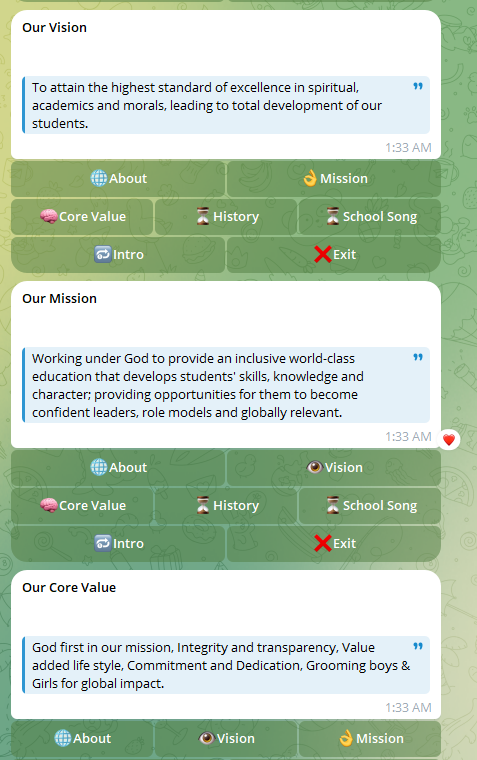 Our Vision
To attain the highest standard of excellence in spiritual,
academics and morals, leading to total development of our
students.
1:33 AM
🌐About
👌Mission
🧠Core Value
⏳History
⏳School Song
🔁Intro
❌Exit
Our Mission
Working under God to provide an inclusive world-class
education that develops students' skills, knowledge and
character; providing opportunities for them to become
confident leaders, role models and globally relevant.
1:33 AM
🌐About
👁️Vision
🧠Core Value
⏳History
⏳School Song
🔁Intro
❌Exit
Our Core Value
God first in our mission, Integrity and transparency, Value
added life style, Commitment and Dedication, Grooming boys &
Girls for global impact.
1:33 AM
🌐About
👁️Vision
👌Mission